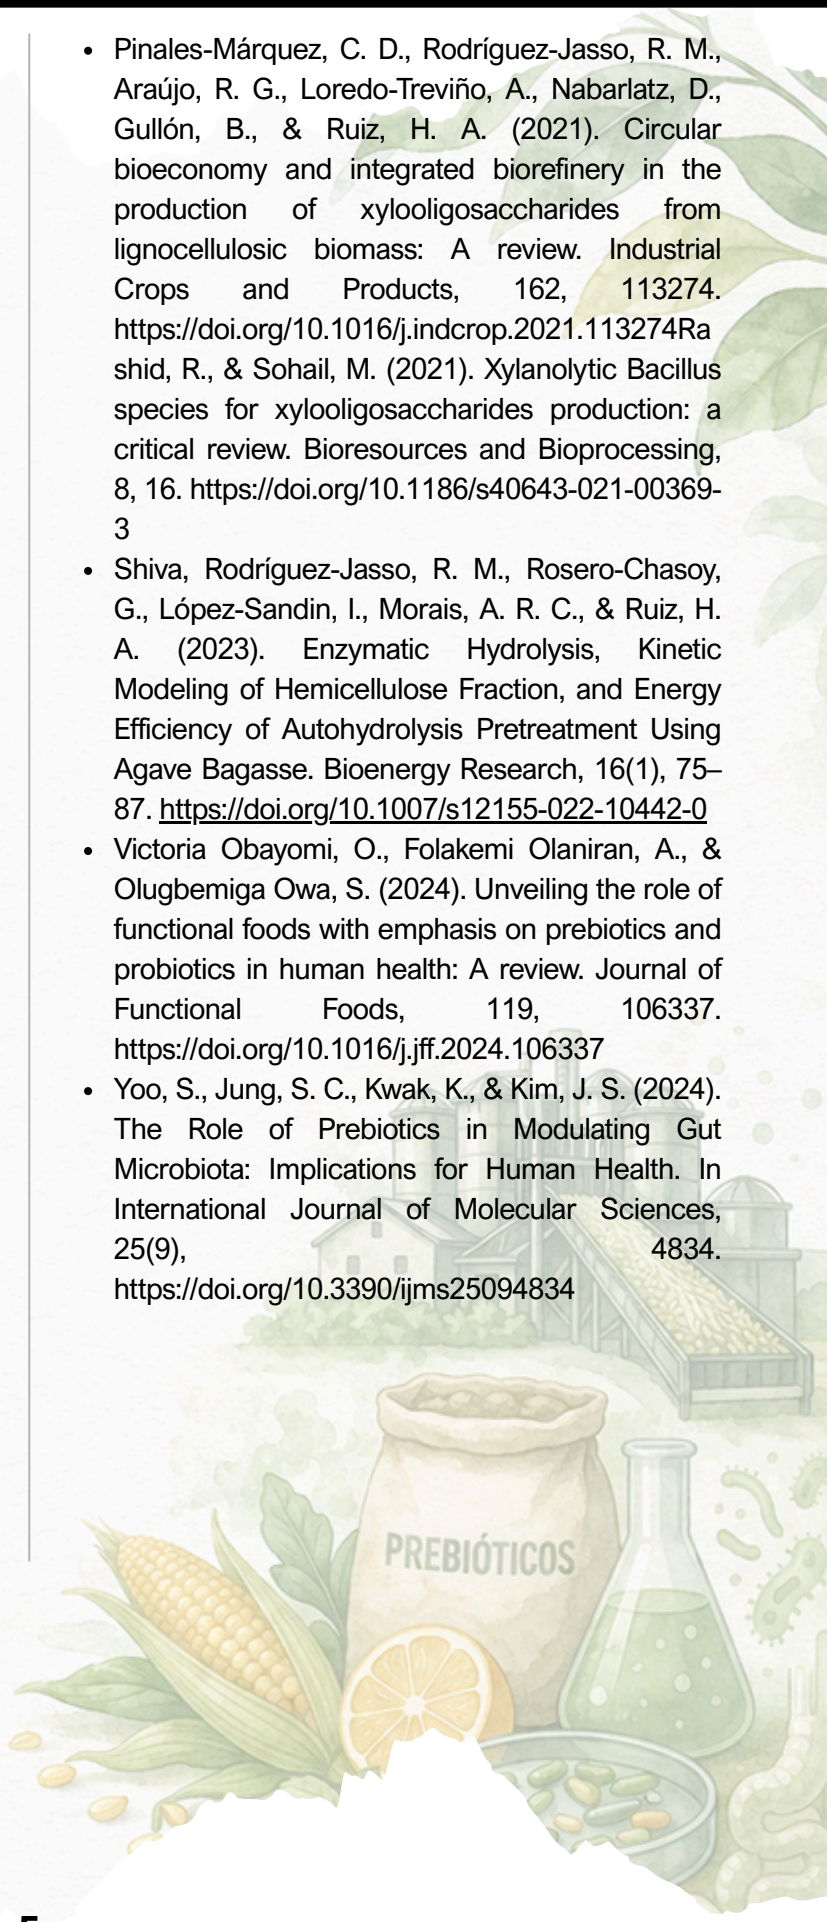 • Pinales-Márquez, C. D., Rodríguez-Jasso, R. M.,
Araújo, R. G., Loredo-Treviño, A., Nabarlatz, D.,
Gullón, B., & Ruiz, H. A. (2021). Circular
bioeconomy and integrated biorefinery in the
production of xylooligosaccharides from
lignocellulosic biomass: A review. Industrial
Crops and Products, 162, 113274.
https://doi.org/10.1016/j.indcrop.2021.113274Ra
shid, R., & Sohail, M. (2021). Xylanolytic Bacillus
species for xylooligosaccharides production: a
critical review. Bioresources and Bioprocessing,
8, 16. https://doi.org/10.1186/s40643-021-00369-
3
• Shiva, Rodríguez-Jasso, R. M., Rosero-Chasoy,
G., López-Sandin, I., Morais, A. R. C., & Ruiz, H.
A. (2023). Enzymatic Hydrolysis, Kinetic
Modeling of Hemicellulose Fraction, and Energy
Efficiency of Autohydrolysis Pretreatment Using
Agave Bagasse. Bioenergy Research, 16(1), 75–
87. https://doi.org/10.1007/s12155-022-10442-0
• Victoria Obayomi, O., Folakemi Olaniran, A., &
Olugbemiga Owa, S. (2024). Unveiling the role of
functional foods with emphasis on prebiotics and
probiotics in human health: A review. Journal of
Functional Foods, 119, 106337.
https://doi.org/10.1016/j.jff.2024.106337
• Yoo, S., Jung, S. C., Kwak, K., & Kim, J. S. (2024).
The Role of Prebiotics in Modulating Gut
Microbiota: Implications for Human Health. In
International Journal of Molecular Sciences,
25(9), 4834.
https://doi.org/10.3390/ijms25094834
PREBIÓTICOS